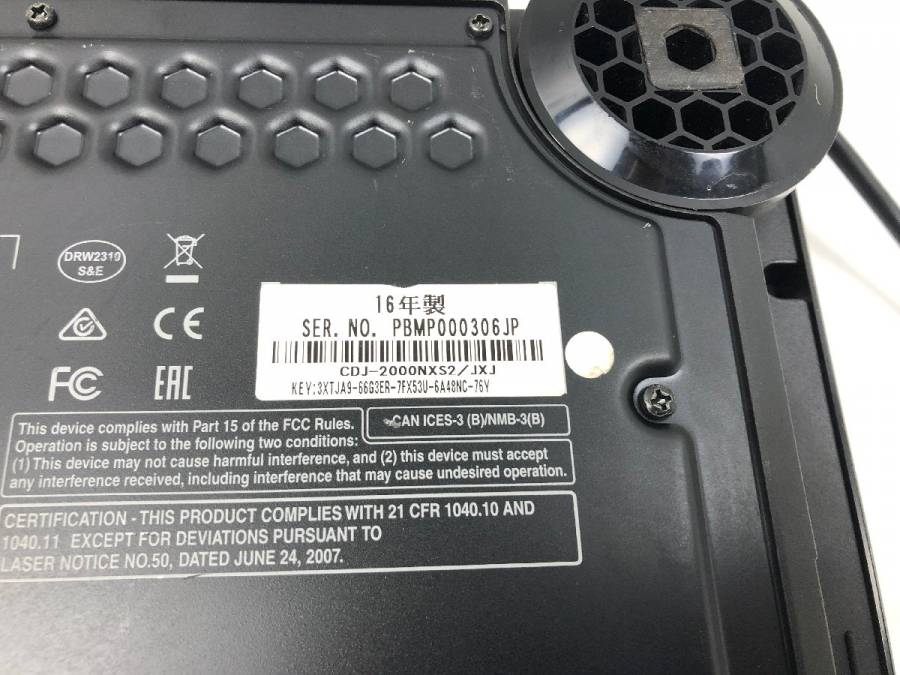 DRW2310
S&E
CE
FC
EAC
16年製
SER. NO. PBMP000306JP
CDJ-2000NXS2/JXJ
KEY:3XTJA9-66G3ER-7FX53U-6A48NC-76Y
This device complies with Part 15 of the FCC Rules.
Operation is subject to the following two conditions:
(1) This device may not cause harmful interference, and (2) this device must accept
any interference received, including interference that may cause undesired operation.
CAN ICES-3 (B)/NMB-3(B)
CERTIFICATION - THIS PRODUCT COMPLIES WITH 21 CFR 1040.10 AND
1040.11 EXCEPT FOR DEVIATIONS PURSUANT TO
LASER NOTICE NO.50, DATED JUNE 24, 2007.